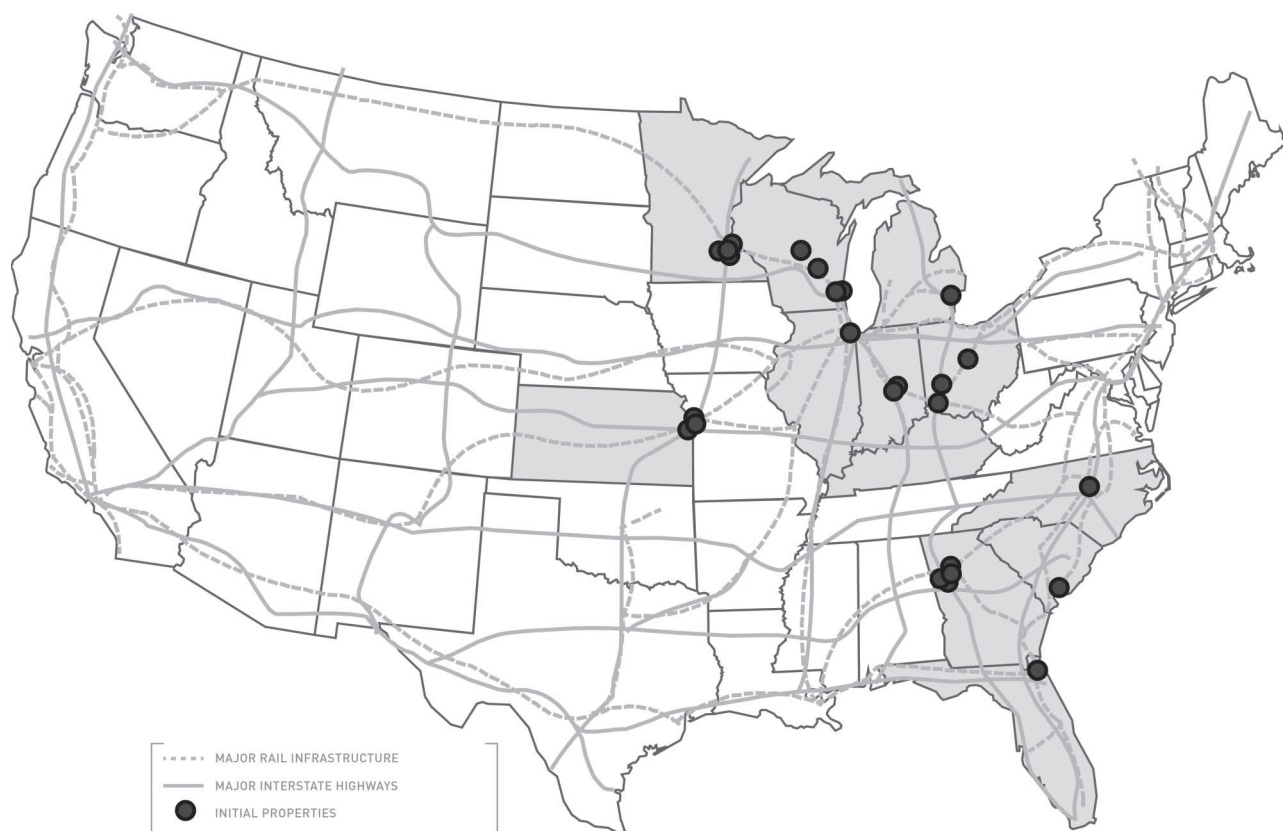 MAJOR RAIL INFRASTRUCTURE
MAJOR INTERSTATE HIGHWAYS
INITIAL PROPERTIES